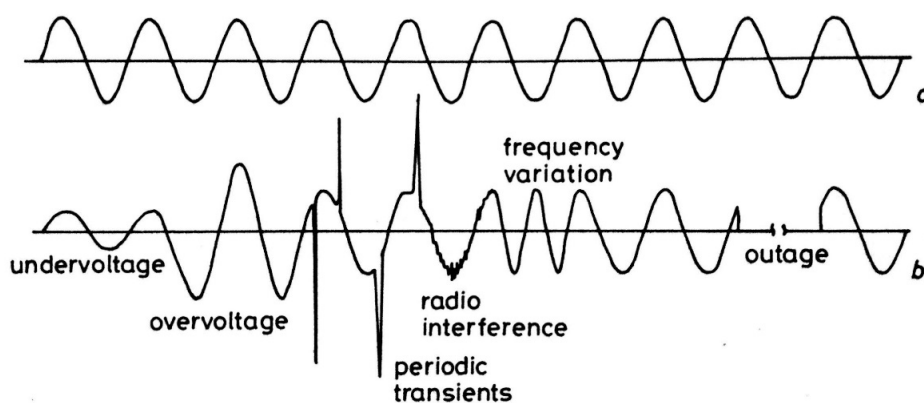 a
frequency
variation
undervoltage
outage
b
overvoltage
radio
interference
periodic
transients